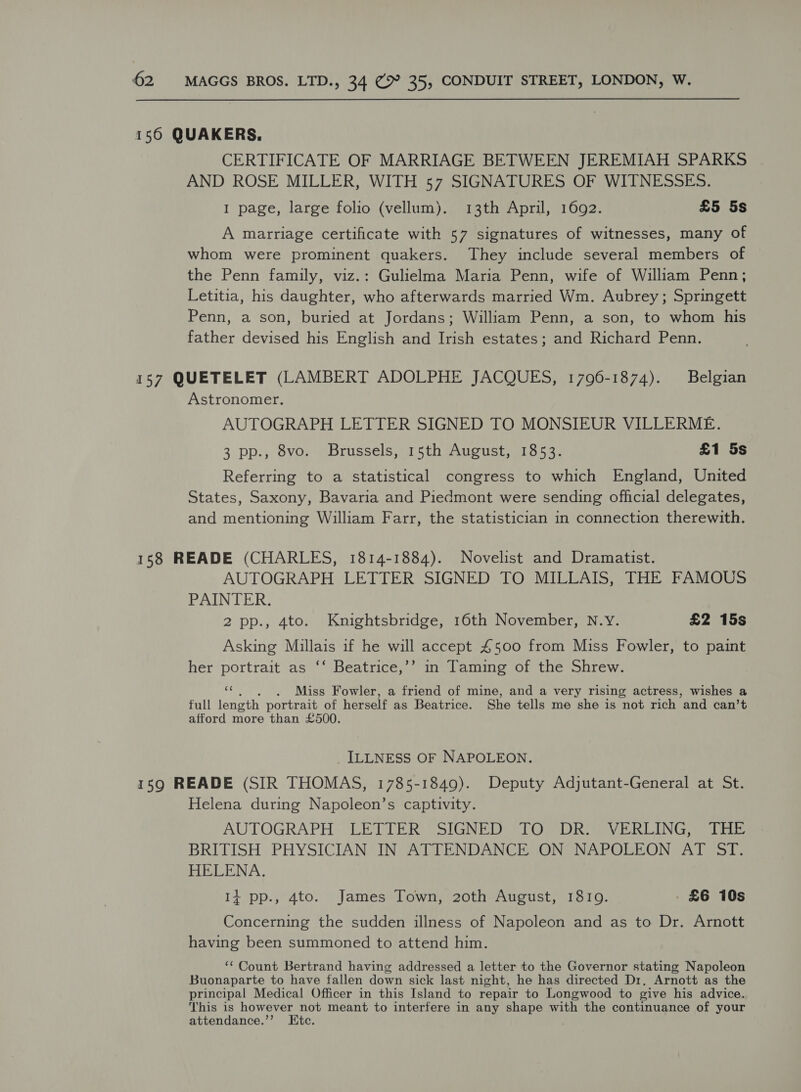 62 MAGGS BROS. LTD., 34 & 35, CONDUIT STREET, LONDON, W.
156 QUAKERS.
CERTIFICATE OF MARRIAGE BETWEEN JEREMIAH SPARKS
AND ROSE MILLER, WITH 57 SIGNATURES OF WITNESSES.
1 page, large folio (vellum). 13th April, 1692. £5 5s
A marriage certificate with 57 signatures of witnesses, many of
whom were prominent quakers. They include several members of
the Penn family, viz.: Gulielma Maria Penn, wife of William Penn;
Letitia, his daughter, who afterwards married Wm. Aubrey; Springett
Penn, a son, buried at Jordans; William Penn, a son, to whom his
father devised his English and Irish estates; and Richard Penn.
157 QUETELET (LAMBERT ADOLPHE JACQUES, 1796-1874). Belgian
Astronomer.
AUTOGRAPH LETTER SIGNED TO MONSIEUR VILLERMÉ.
3 pp., 8vo. Brussels, 15th August, 1853. £1 5s
Referring to a statistical congress to which England, United
States, Saxony, Bavaria and Piedmont were sending official delegates,
and mentioning William Farr, the statistician in connection therewith.
158 READE (CHARLES, 1814-1884). Novelist and Dramatist.
AUTOGRAPH LETTER SIGNED TO MILLAIS, THE FAMOUS
PAINTER.
2 pp., 4to. Knightsbridge, 16th November, N.Y. £2 15s
Asking Millais if he will accept £500 from Miss Fowler, to paint
her portrait as ‘‘ Beatrice,’’ in Taming of the Shrew.
‘‘. . . Miss Fowler, a friend of mine, and a very rising actress, wishes a
full length portrait of herself as Beatrice. She tells me she is not rich and can’t
afford more than £500.
ILLNESS OF NAPOLEON.
159 READE (SIR THOMAS, 1785-1849). Deputy Adjutant-General at St.
Helena during Napoleon’s captivity.
AUTOGRAPH LETTER SIGNED TO DR. VERLING, THE
BRITISH PHYSICIAN IN ATTENDANCE ON NAPOLEON AT ST.
HELENA.
1¼ pp., 4to. James Town, 20th August, 1819. £6 10s
Concerning the sudden illness of Napoleon and as to Dr. Arnott
having been summoned to attend him.
‘‘ Count Bertrand having addressed a letter to the Governor stating Napoleon
Buonaparte to have fallen down sick last night, he has directed Dr. Arnott as the
principal Medical Officer in this Island to repair to Longwood to give his advice.
This is however not meant to interfere in any shape with the continuance of your
attendance.’’ Etc.